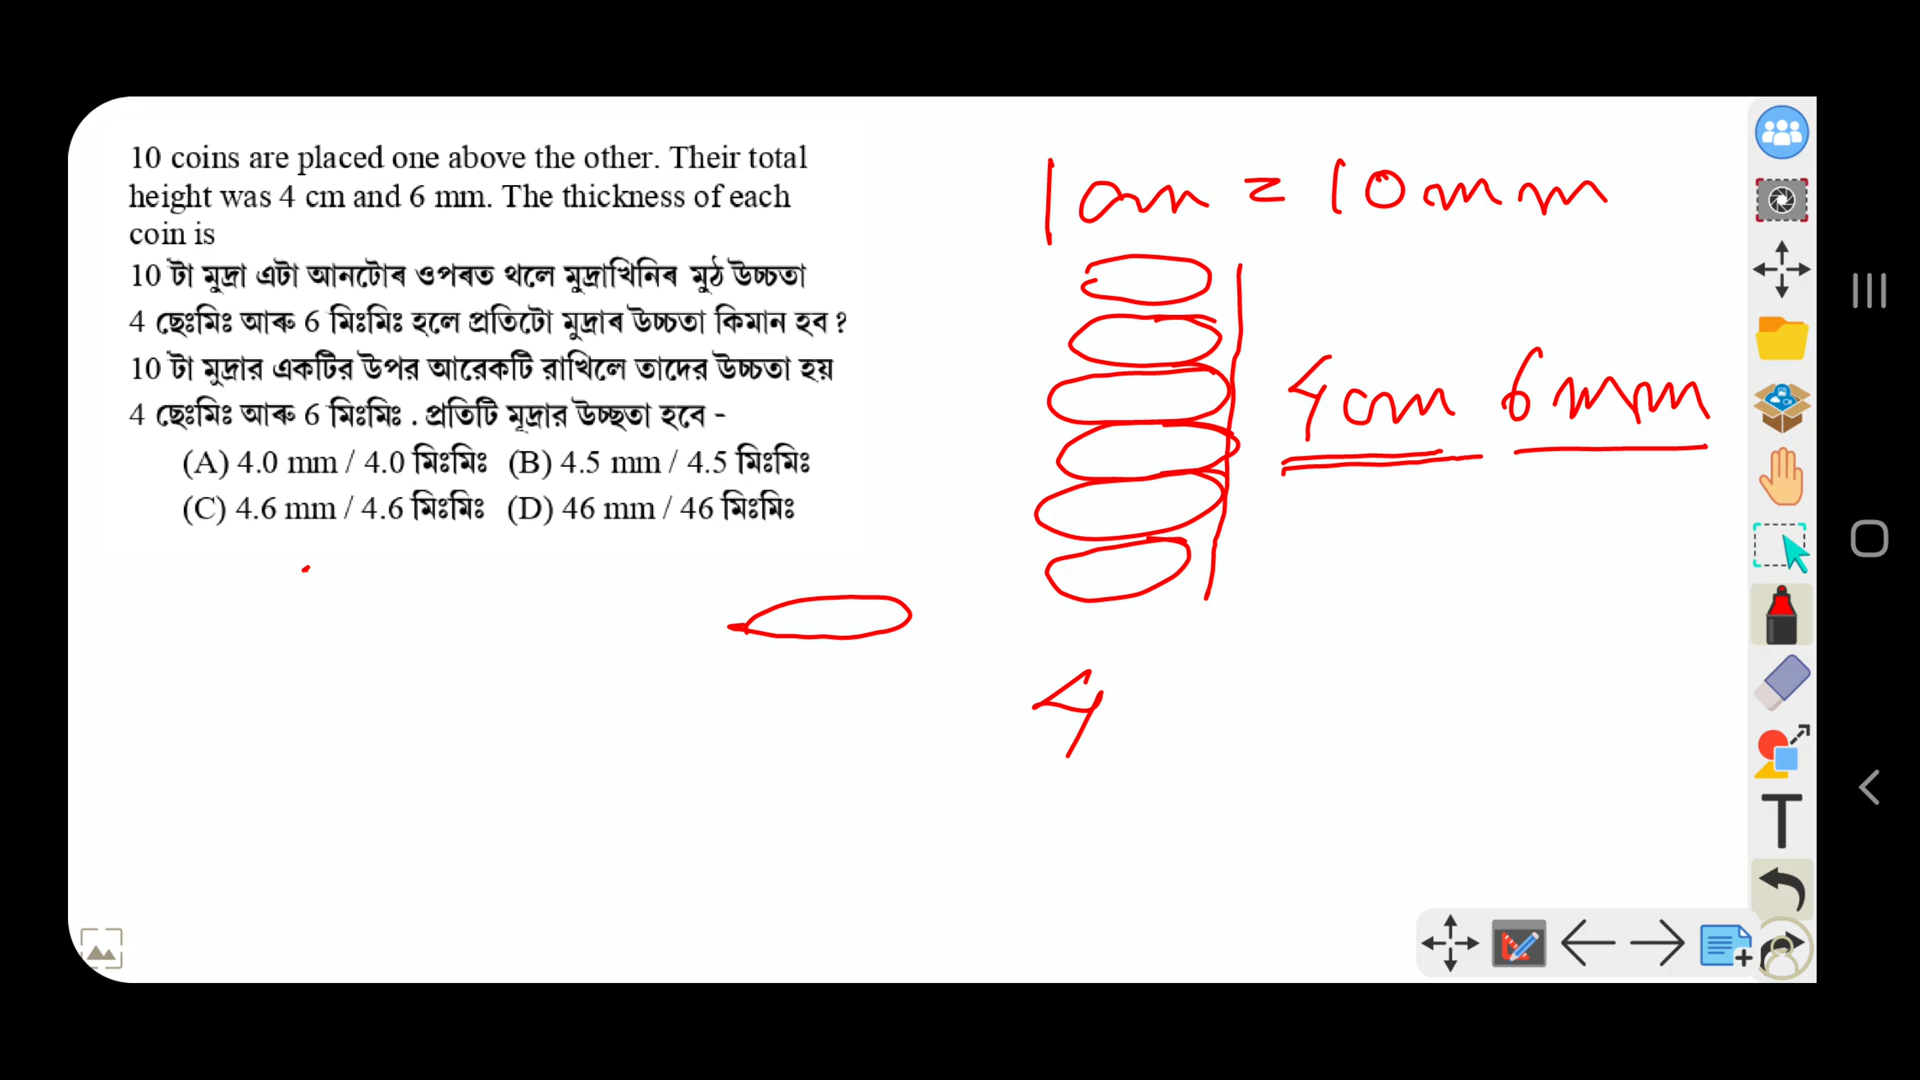 10 coins are placed one above the other. Their total
height was 4 cm and 6 mm. The thickness of each
coin is
10 টা মুদ্ৰা এটা আনটোৰ ওপৰত থলে মুদ্ৰাখিনিৰ মুঠ উচ্চতা
4 ছেঃমিঃ আৰু 6 মিঃমিঃ হলে প্ৰতিটো মুদ্ৰাৰ উচ্চতা কিমান হব ?
10 টা মুদ্রার একটির উপর আরেকটি রাখিলে তাদের উচ্চতা হয়
4 ছেঃমিঃ আৰু 6 মিঃমিঃ . প্রতিটি মূদ্রার উচ্ছতা হবে -
(A) 4.0 mm / 4.0 মিঃমিঃ (B) 4.5 mm / 4.5 মিঃমিঃ
(C) 4.6 mm / 4.6 মিঃমিঃ (D) 46 mm / 46 মিঃমিঃ
1 cm = 10 mm
4cm 6mm
4
T